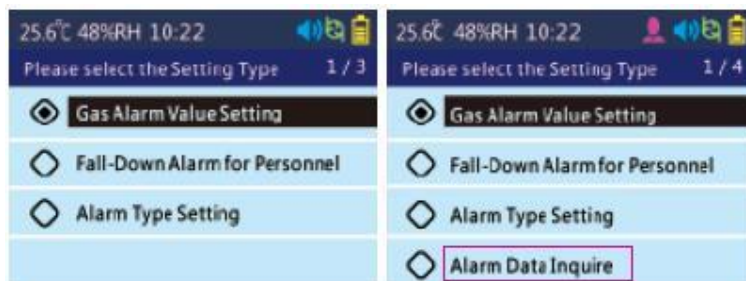 25.6℃ 48%RH 10:22
Please select the Setting Type 1/3
Gas Alarm Value Setting
Fall-Down Alarm for Personnel
Alarm Type Setting
25.6℃ 48%RH 10:22
Please select the Setting Type 1/4
Gas Alarm Value Setting
Fall-Down Alarm for Personnel
Alarm Type Setting
Alarm Data Inquire